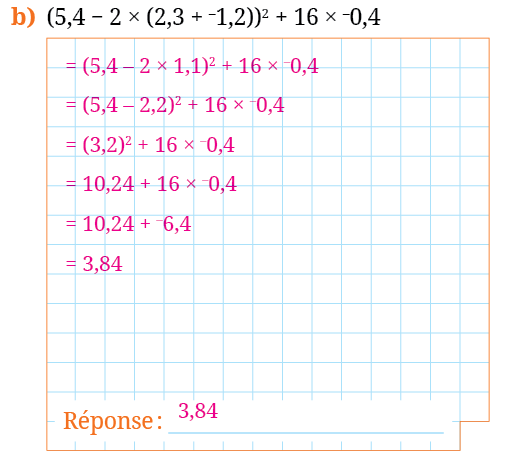 b) (5,4 − 2 × (2,3 + ⁻1,2))² + 16 × ⁻0,4
= (5,4 – 2 × 1,1)² + 16 × ⁻0,4
= (5,4 – 2,2)² + 16 × ⁻0,4
= (3,2)² + 16 × ⁻0,4
= 10,24 + 16 × ⁻0,4
= 10,24 + ⁻6,4
= 3,84
Réponse : 3,84